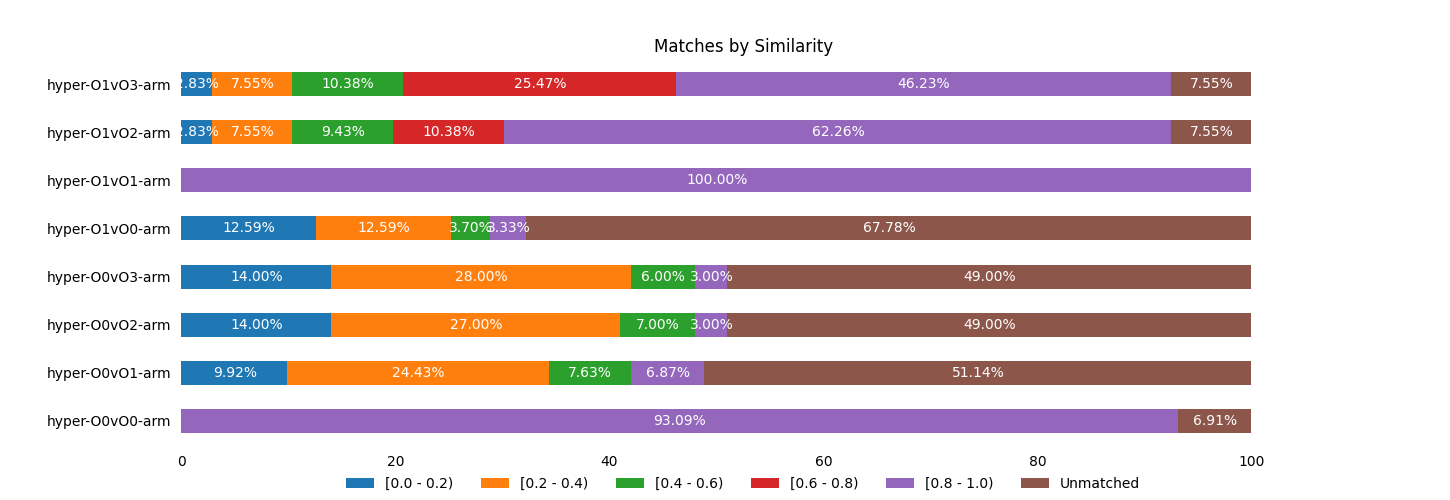 Matches by Similarity
hyper-O1vO3-arm 2.83% 7.55% 10.38% 25.47% 46.23% 7.55%
hyper-O1vO2-arm 2.83% 7.55% 9.43% 10.38% 62.26% 7.55%
hyper-O1vO1-arm 100.00%
hyper-O1vO0-arm 12.59% 12.59% 3.70% 3.33% 67.78%
hyper-O0vO3-arm 14.00% 28.00% 6.00% 3.00% 49.00%
hyper-O0vO2-arm 14.00% 27.00% 7.00% 3.00% 49.00%
hyper-O0vO1-arm 9.92% 24.43% 7.63% 6.87% 51.14%
hyper-O0vO0-arm 93.09% 6.91%
0 20 40 60 80 100
[0.0 - 0.2) [0.2 - 0.4) [0.4 - 0.6) [0.6 - 0.8) [0.8 - 1.0) Unmatched